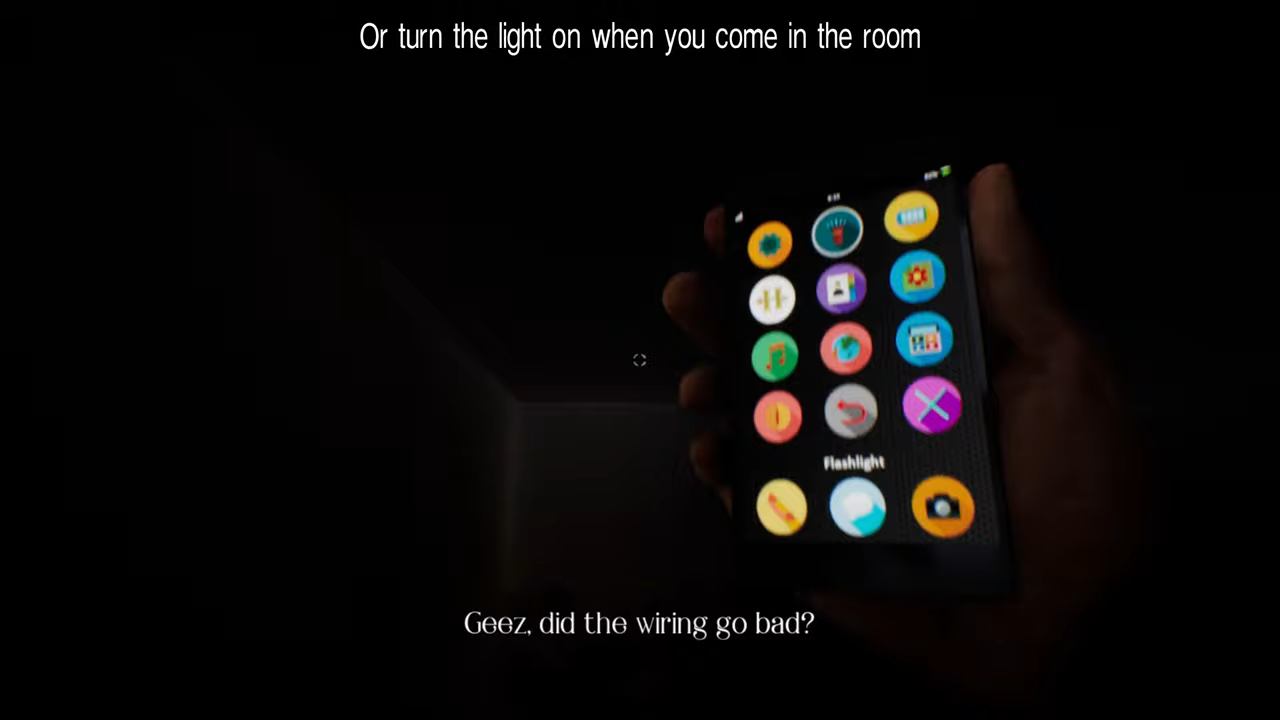 Or turn the light on when you come in the room
Flashlight
Geez, did the wiring go bad?